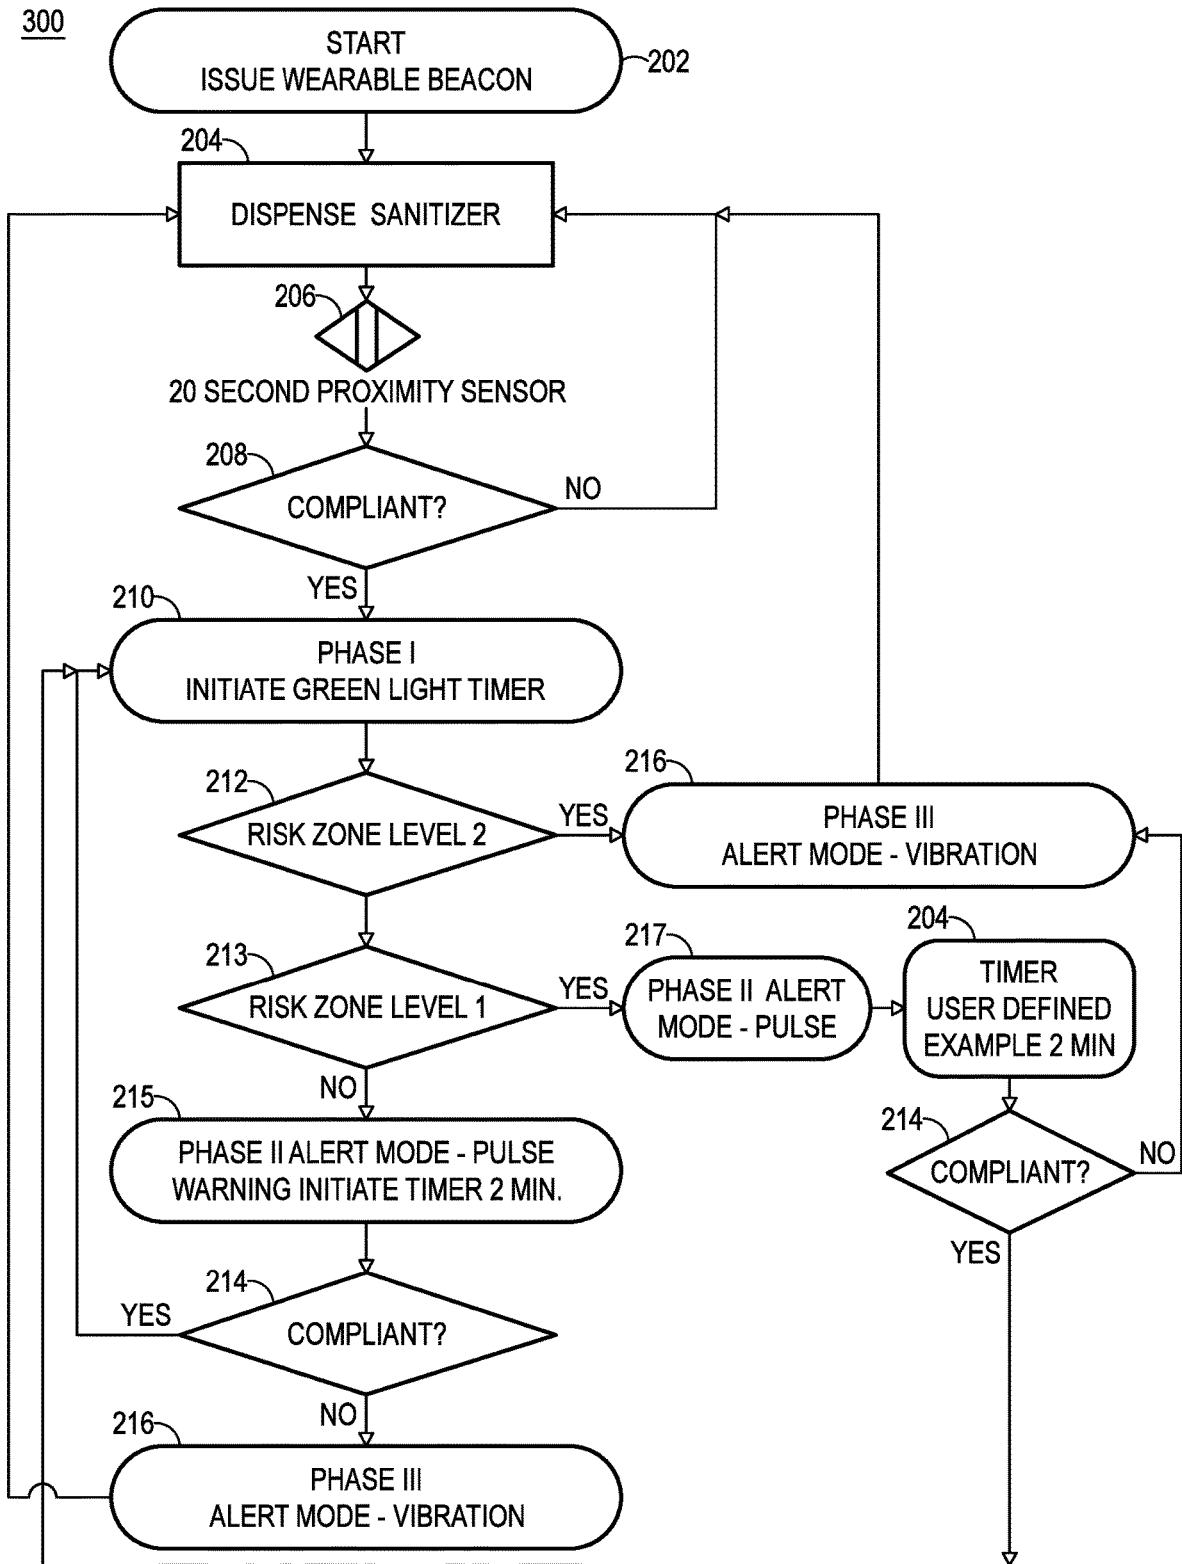 300
START
ISSUE WEARABLE BEACON
202
204
DISPENSE SANITIZER
206
20 SECOND PROXIMITY SENSOR
208
COMPLIANT?
NO
YES
210
PHASE I
INITIATE GREEN LIGHT TIMER
212
RISK ZONE LEVEL 2
YES
216
PHASE III
ALERT MODE - VIBRATION
213
RISK ZONE LEVEL 1
YES
217
PHASE II ALERT
MODE - PULSE
204
TIMER
USER DEFINED
EXAMPLE 2 MIN
NO
215
PHASE II ALERT MODE - PULSE
WARNING INITIATE TIMER 2 MIN.
214
COMPLIANT?
NO
YES
214
COMPLIANT?
YES
NO
216
PHASE III
ALERT MODE - VIBRATION